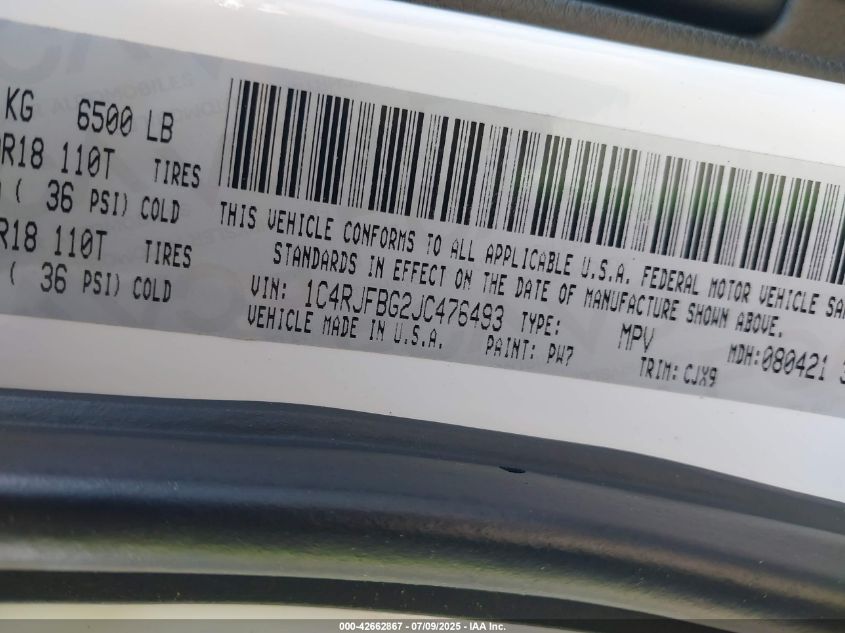 KG 6500 LB
R18 110T TIRES
( 36 PSI) COLD
R18 110T TIRES
( 36 PSI) COLD
THIS VEHICLE CONFORMS TO ALL APPLICABLE U.S.A. FEDERAL MOTOR VEHICLE SA
STANDARDS IN EFFECT ON THE DATE OF MANUFACTURE SHOWN ABOVE.
VIN: 1C4RJFBG2JC476493 TYPE: MPV MDH:080421
VEHICLE MADE IN U.S.A. PAINT: PW7 TRIM: CJX9
000-42662867 / 07/09/2025 - IAA Inc.